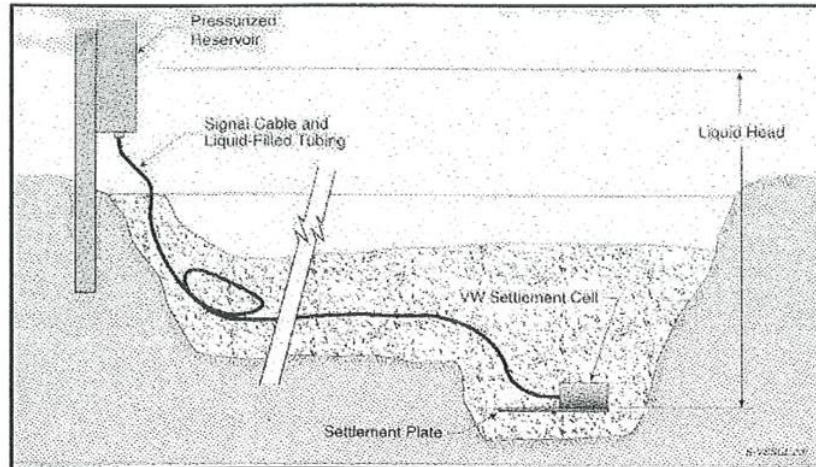 Pressurized
Reservoir
Signal Cable and
Liquid-Filled Tubing
Liquid Head
VW Settlement Cell
Settlement Plate